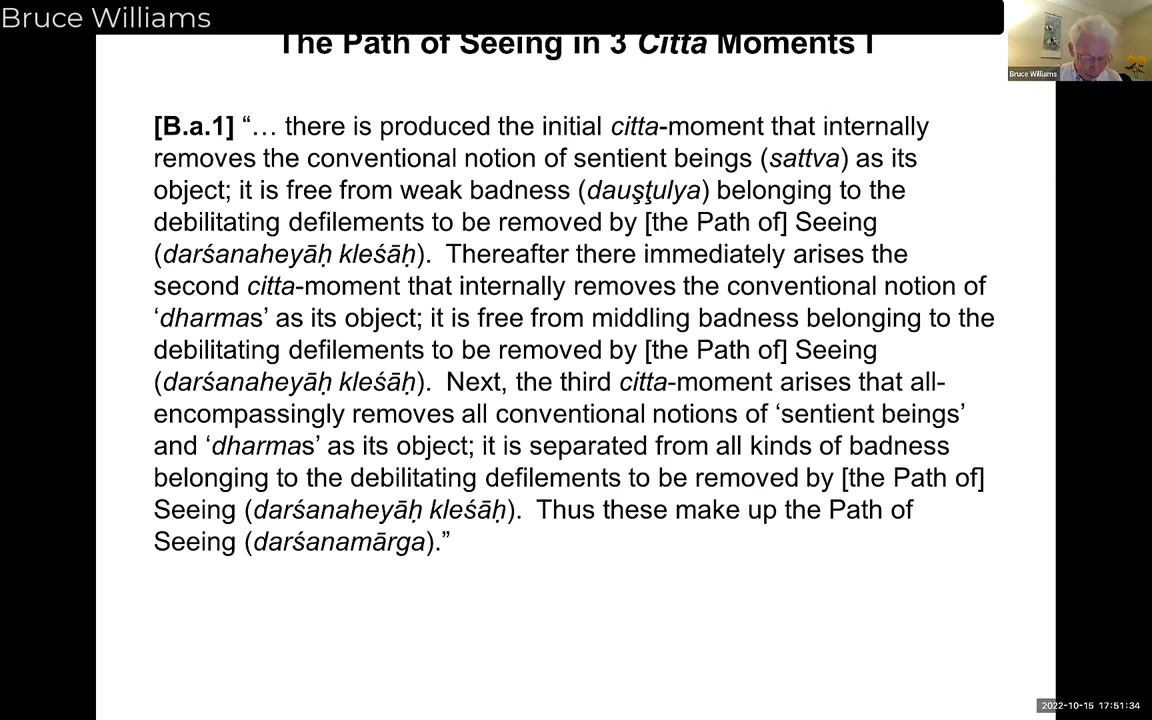 Bruce Williams
The Path of Seeing in 3 Citta Moments I
Bruce Williams
[B.a.1] “… there is produced the initial citta-moment that internally
removes the conventional notion of sentient beings (sattva) as its
object; it is free from weak badness (dauşţulya) belonging to the
debilitating defilements to be removed by [the Path of] Seeing
(darśanaheyāḥ kleśāḥ).  Thereafter there immediately arises the
second citta-moment that internally removes the conventional notion of
‘dharmas’ as its object; it is free from middling badness belonging to the
debilitating defilements to be removed by [the Path of] Seeing
(darśanaheyāḥ kleśāḥ).  Next, the third citta-moment arises that all-
encompassingly removes all conventional notions of ‘sentient beings’
and ‘dharmas’ as its object; it is separated from all kinds of badness
belonging to the debilitating defilements to be removed by [the Path of]
Seeing (darśanaheyāḥ kleśāḥ).  Thus these make up the Path of
Seeing (darśanamārga).”
2022-10-15 17:51:34